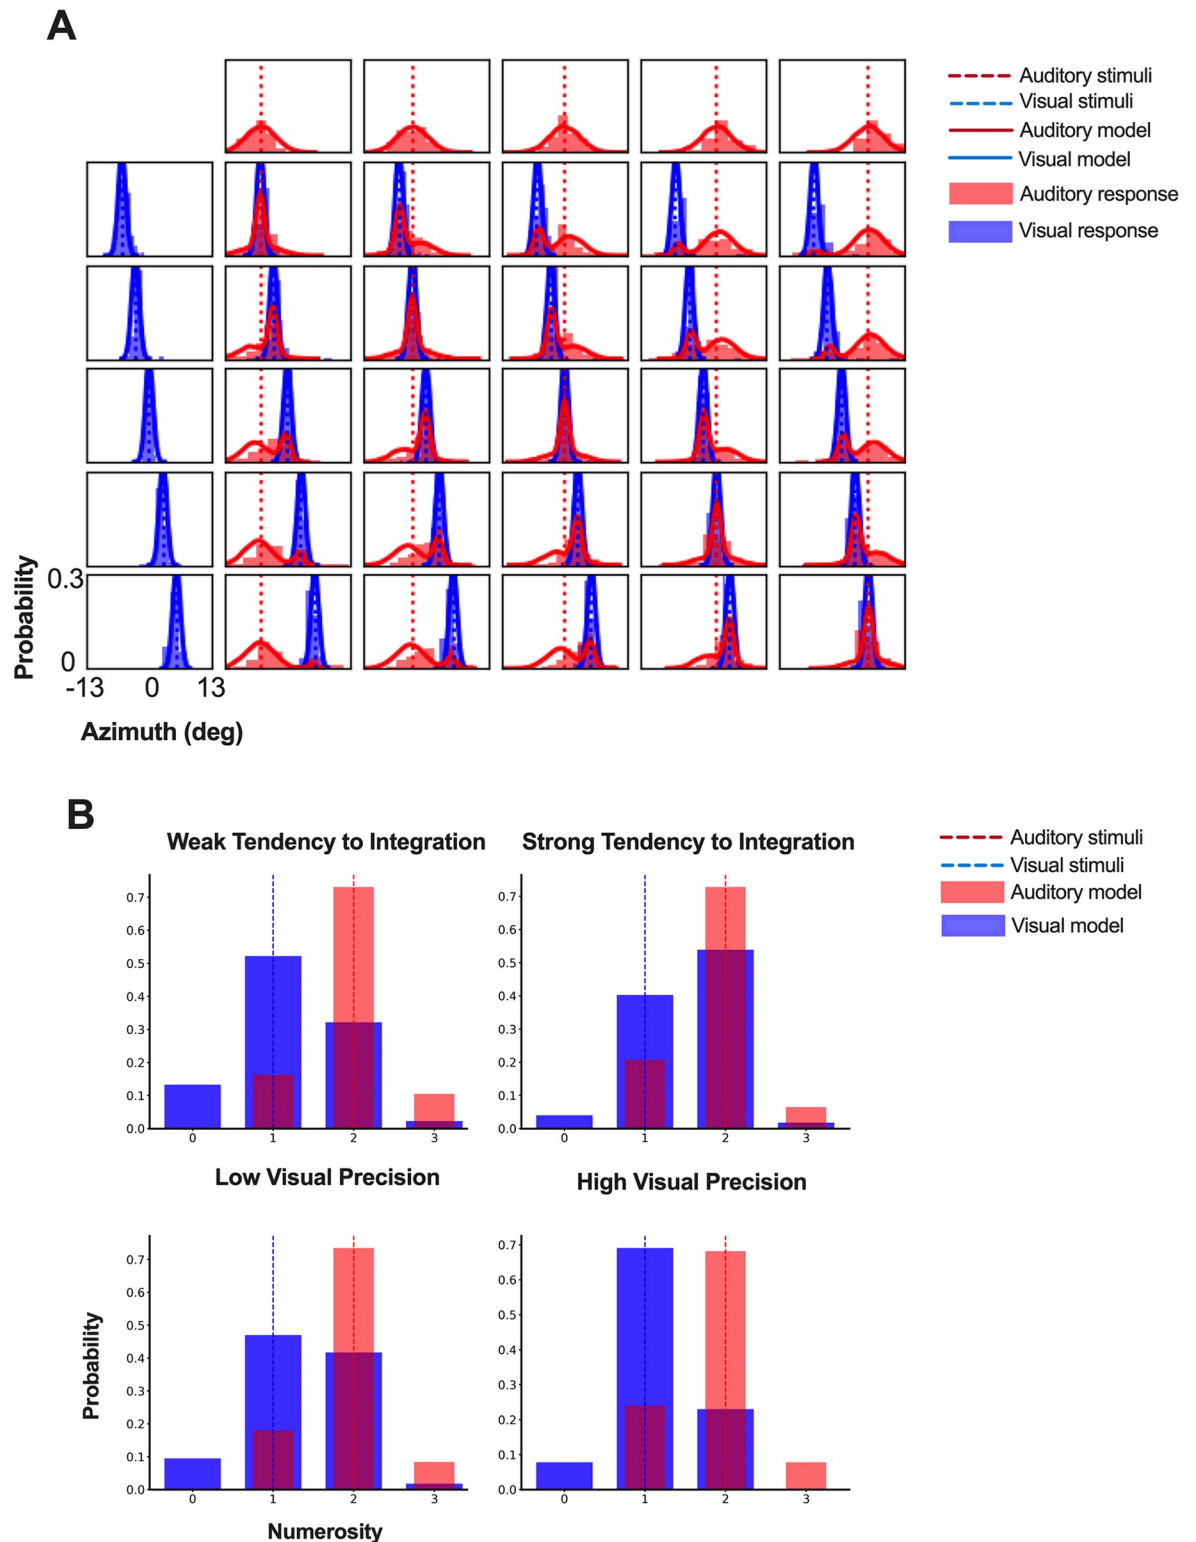 A
Auditory stimuli
Visual stimuli
Auditory model
Visual model
Auditory response
Visual response
Probability
0.3
0
-13 0 13
Azimuth (deg)
B
Weak Tendency to Integration
Strong Tendency to Integration
Auditory stimuli
Visual stimuli
Auditory model
Visual model
0.7
0.6
0.5
0.4
0.3
0.2
0.1
0.0
0 1 2 3
0.7
0.6
0.5
0.4
0.3
0.2
0.1
0.0
0 1 2 3
Low Visual Precision
High Visual Precision
Probability
0.7
0.6
0.5
0.4
0.3
0.2
0.1
0.0
0 1 2 3
Numerosity
0.7
0.6
0.5
0.4
0.3
0.2
0.1
0.0
0 1 2 3